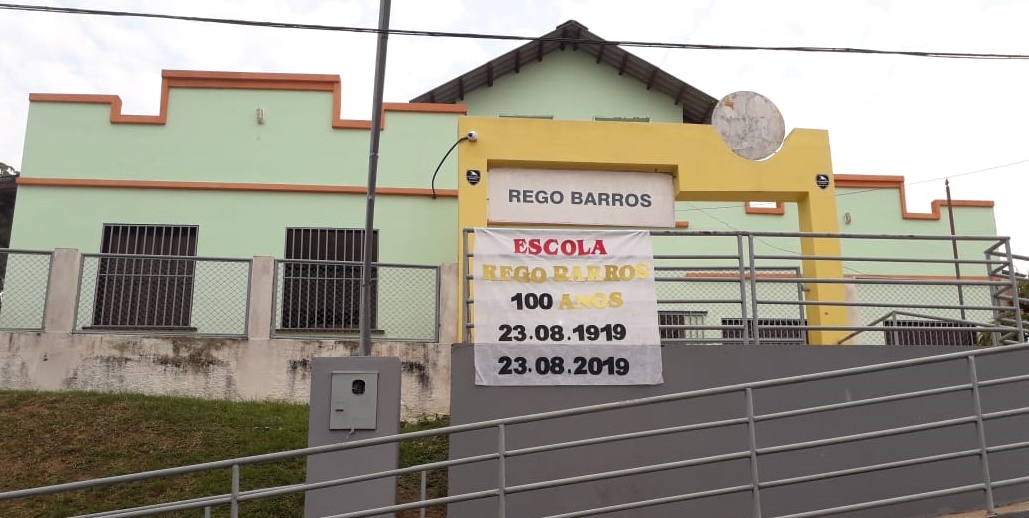 REGO BARROS
ESCOLA
REGO BARROS
100 ANOS
23.08.1919
23.08.2019